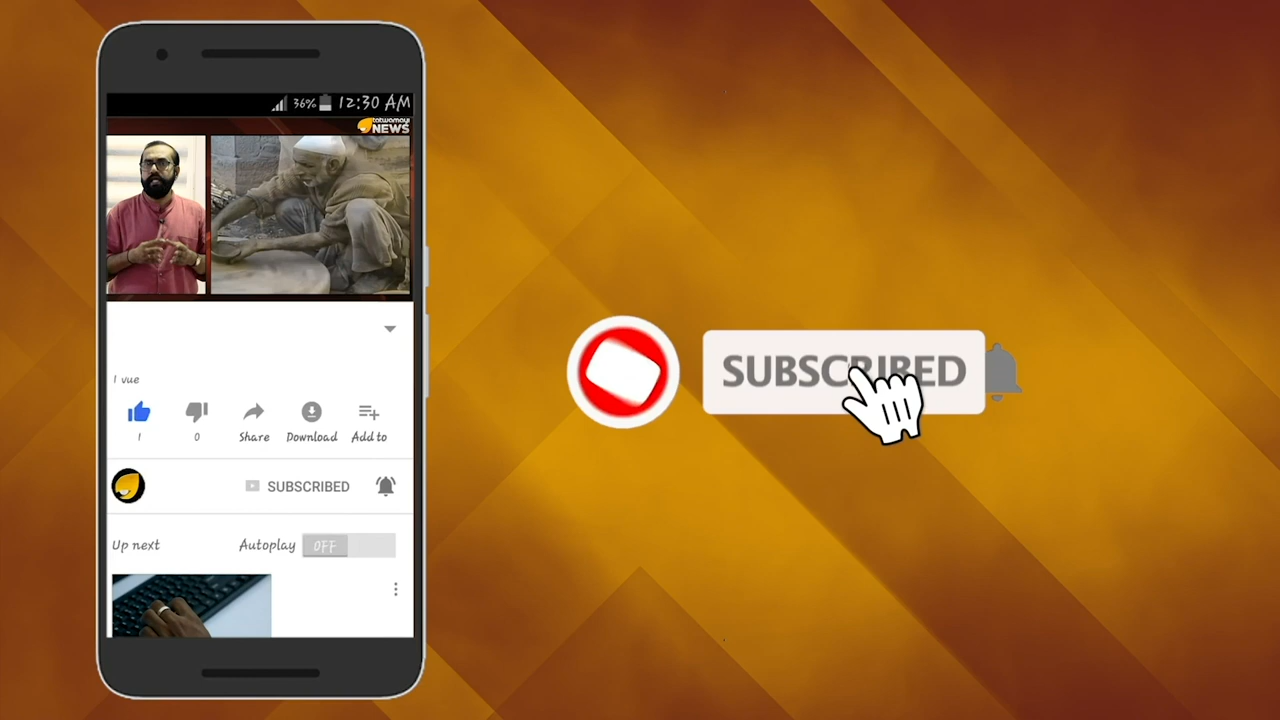 36% 12:30 AM
tatwamayi
NEWS
1 vue
1
0
Share
Download
Add to
SUBSCRIBED
Up next
Autoplay
OFF
SUBSCRIBED